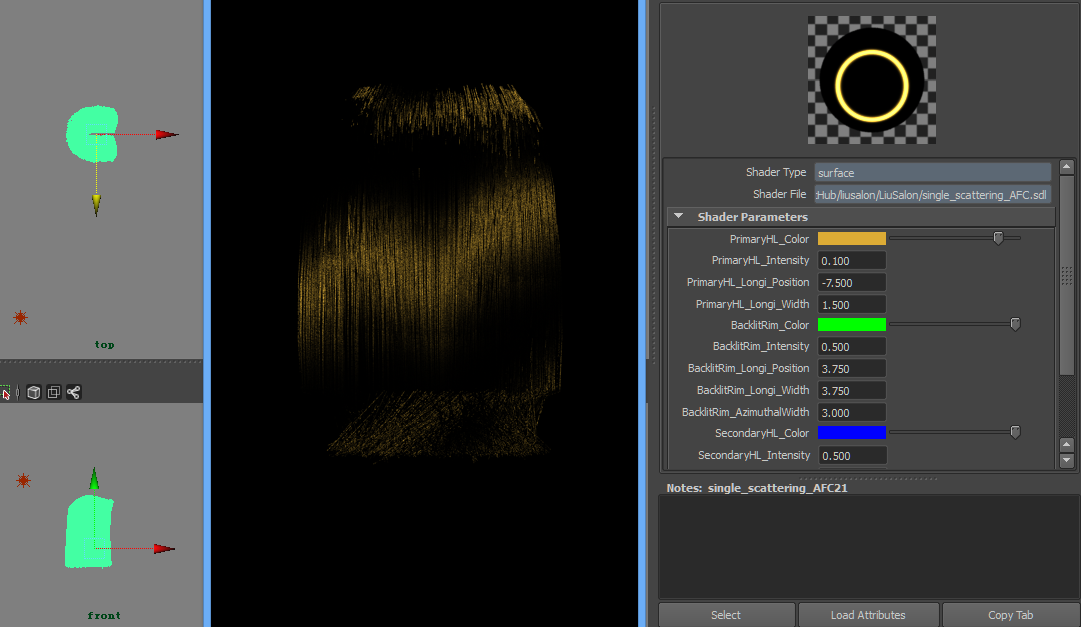 top
front
Shader Type surface
Shader File :Hub/liusalon/LiuSalon/single_scattering_AFC.sdl
Shader Parameters
PrimaryHL_Color
PrimaryHL_Intensity 0.100
PrimaryHL_Longi_Position -7.500
PrimaryHL_Longi_Width 1.500
BacklitRim_Color
BacklitRim_Intensity 0.500
BacklitRim_Longi_Position 3.750
BacklitRim_Longi_Width 3.750
BacklitRim_AzimuthalWidth 3.000
SecondaryHL_Color
SecondaryHL_Intensity 0.500
Notes: single_scattering_AFC21
Select Load Attributes Copy Tab